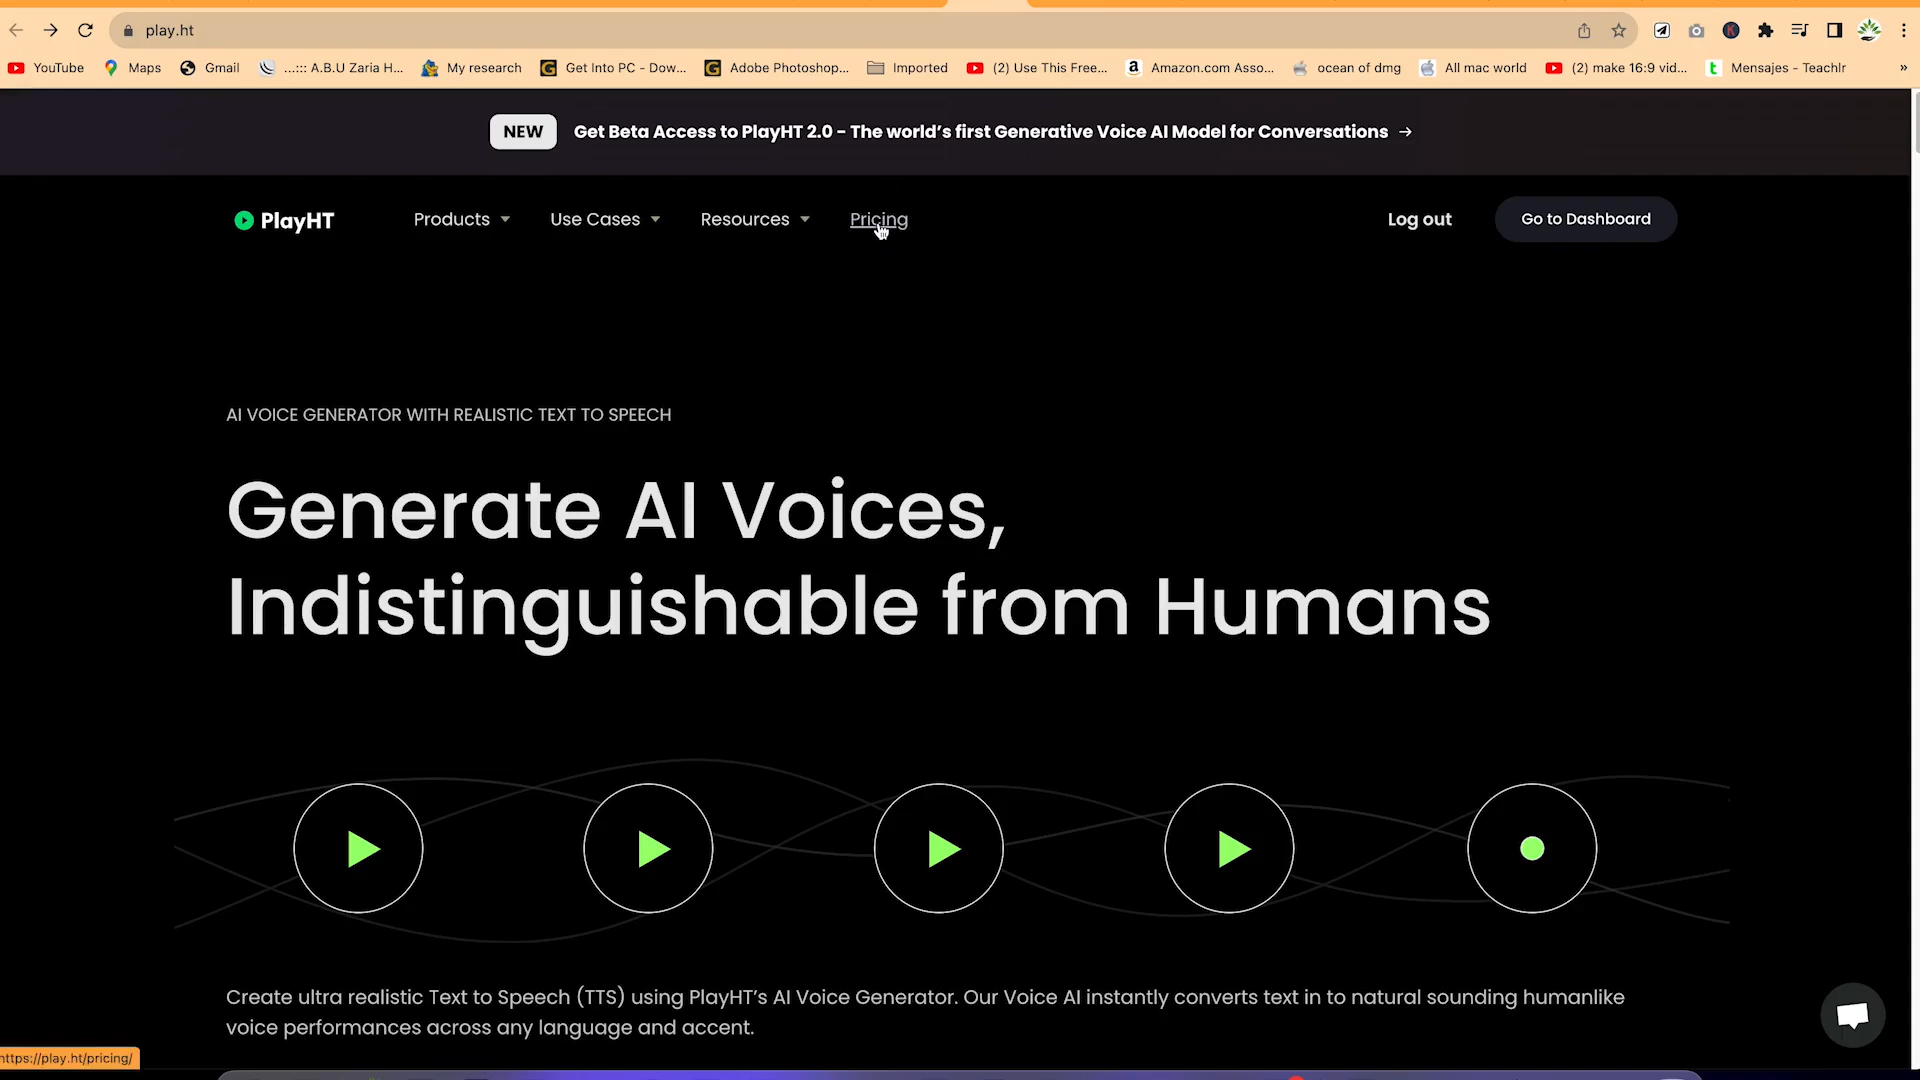 play.ht
YouTube Maps Gmail ...::: A.B.U Zaria H... My research Get Into PC - Dow... Adobe Photoshop... Imported (2) Use This Free... Amazon.com Asso... ocean of dmg All mac world (2) make 16:9 vid... Mensajes - Teachlr »
NEW Get Beta Access to PlayHT 2.0 - The world's first Generative Voice AI Model for Conversations →
PlayHT Products Use Cases Resources Pricing Log out Go to Dashboard
AI VOICE GENERATOR WITH REALISTIC TEXT TO SPEECH
Generate AI Voices,
Indistinguishable from Humans
Create ultra realistic Text to Speech (TTS) using PlayHT's AI Voice Generator. Our Voice AI instantly converts text in to natural sounding humanlike
voice performances across any language and accent.
https://play.ht/pricing/